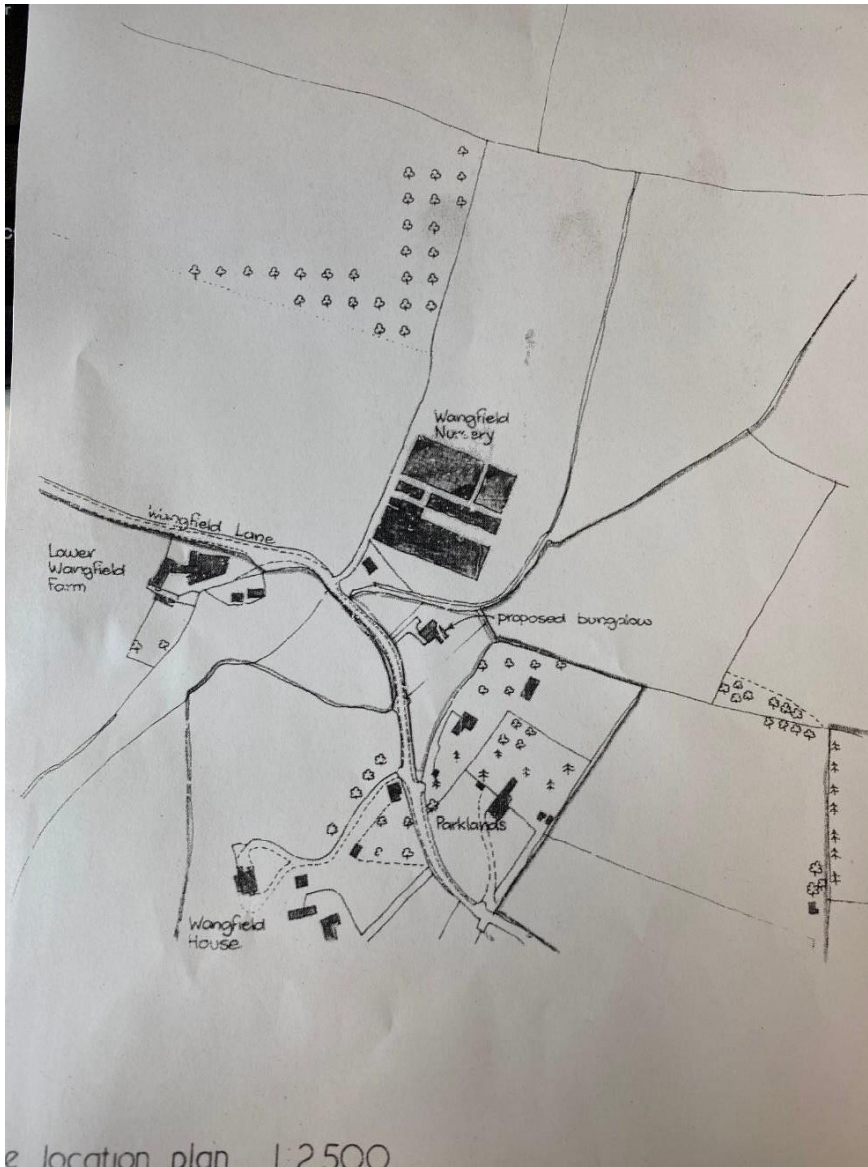 Wangfield
Nursery
Wangfield Lane
Lower
Wangfield
Farm
proposed bungalow
Parklands
Wangfield
House
e location plan 1:2500